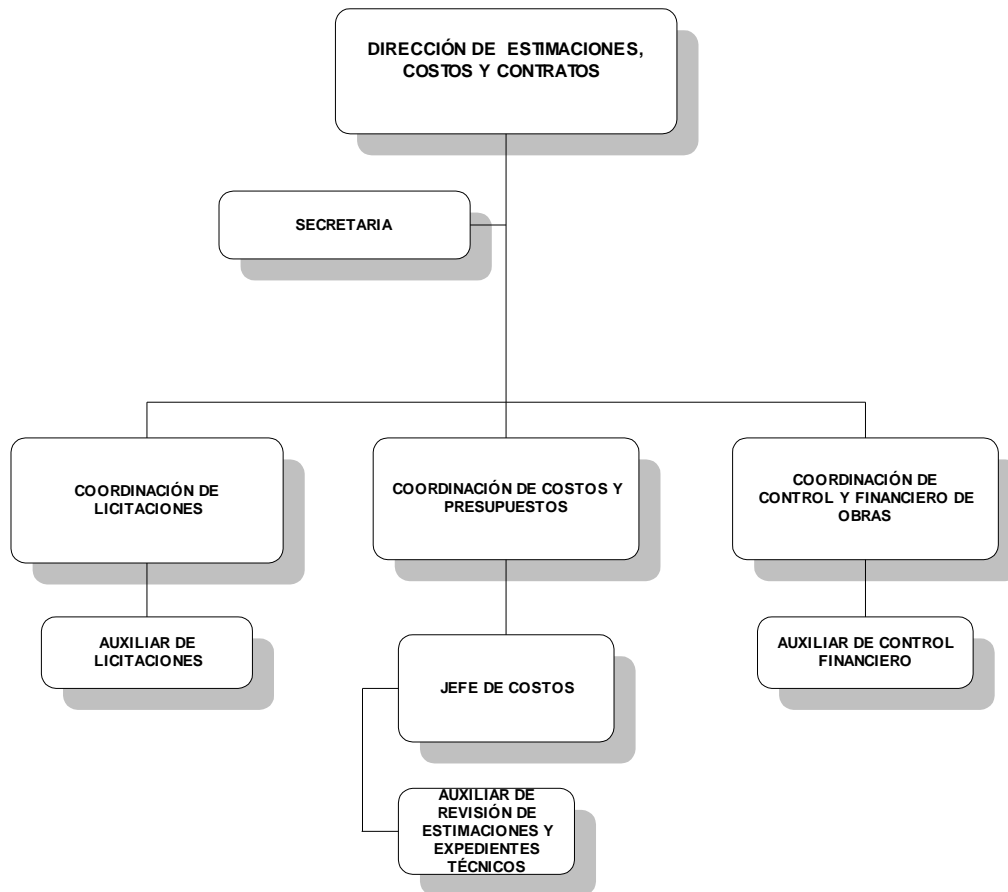 DIRECCIÓN DE ESTIMACIONES,
COSTOS Y CONTRATOS
SECRETARIA
COORDINACIÓN DE
LICITACIONES
COORDINACIÓN DE COSTOS Y
PRESUPUESTOS
COORDINACIÓN DE
CONTROL Y FINANCIERO DE
OBRAS
AUXILIAR DE
LICITACIONES
AUXILIAR DE CONTROL
FINANCIERO
JEFE DE COSTOS
AUXILIAR DE
REVISIÓN DE
ESTIMACIONES Y
EXPEDIENTES
TÉCNICOS